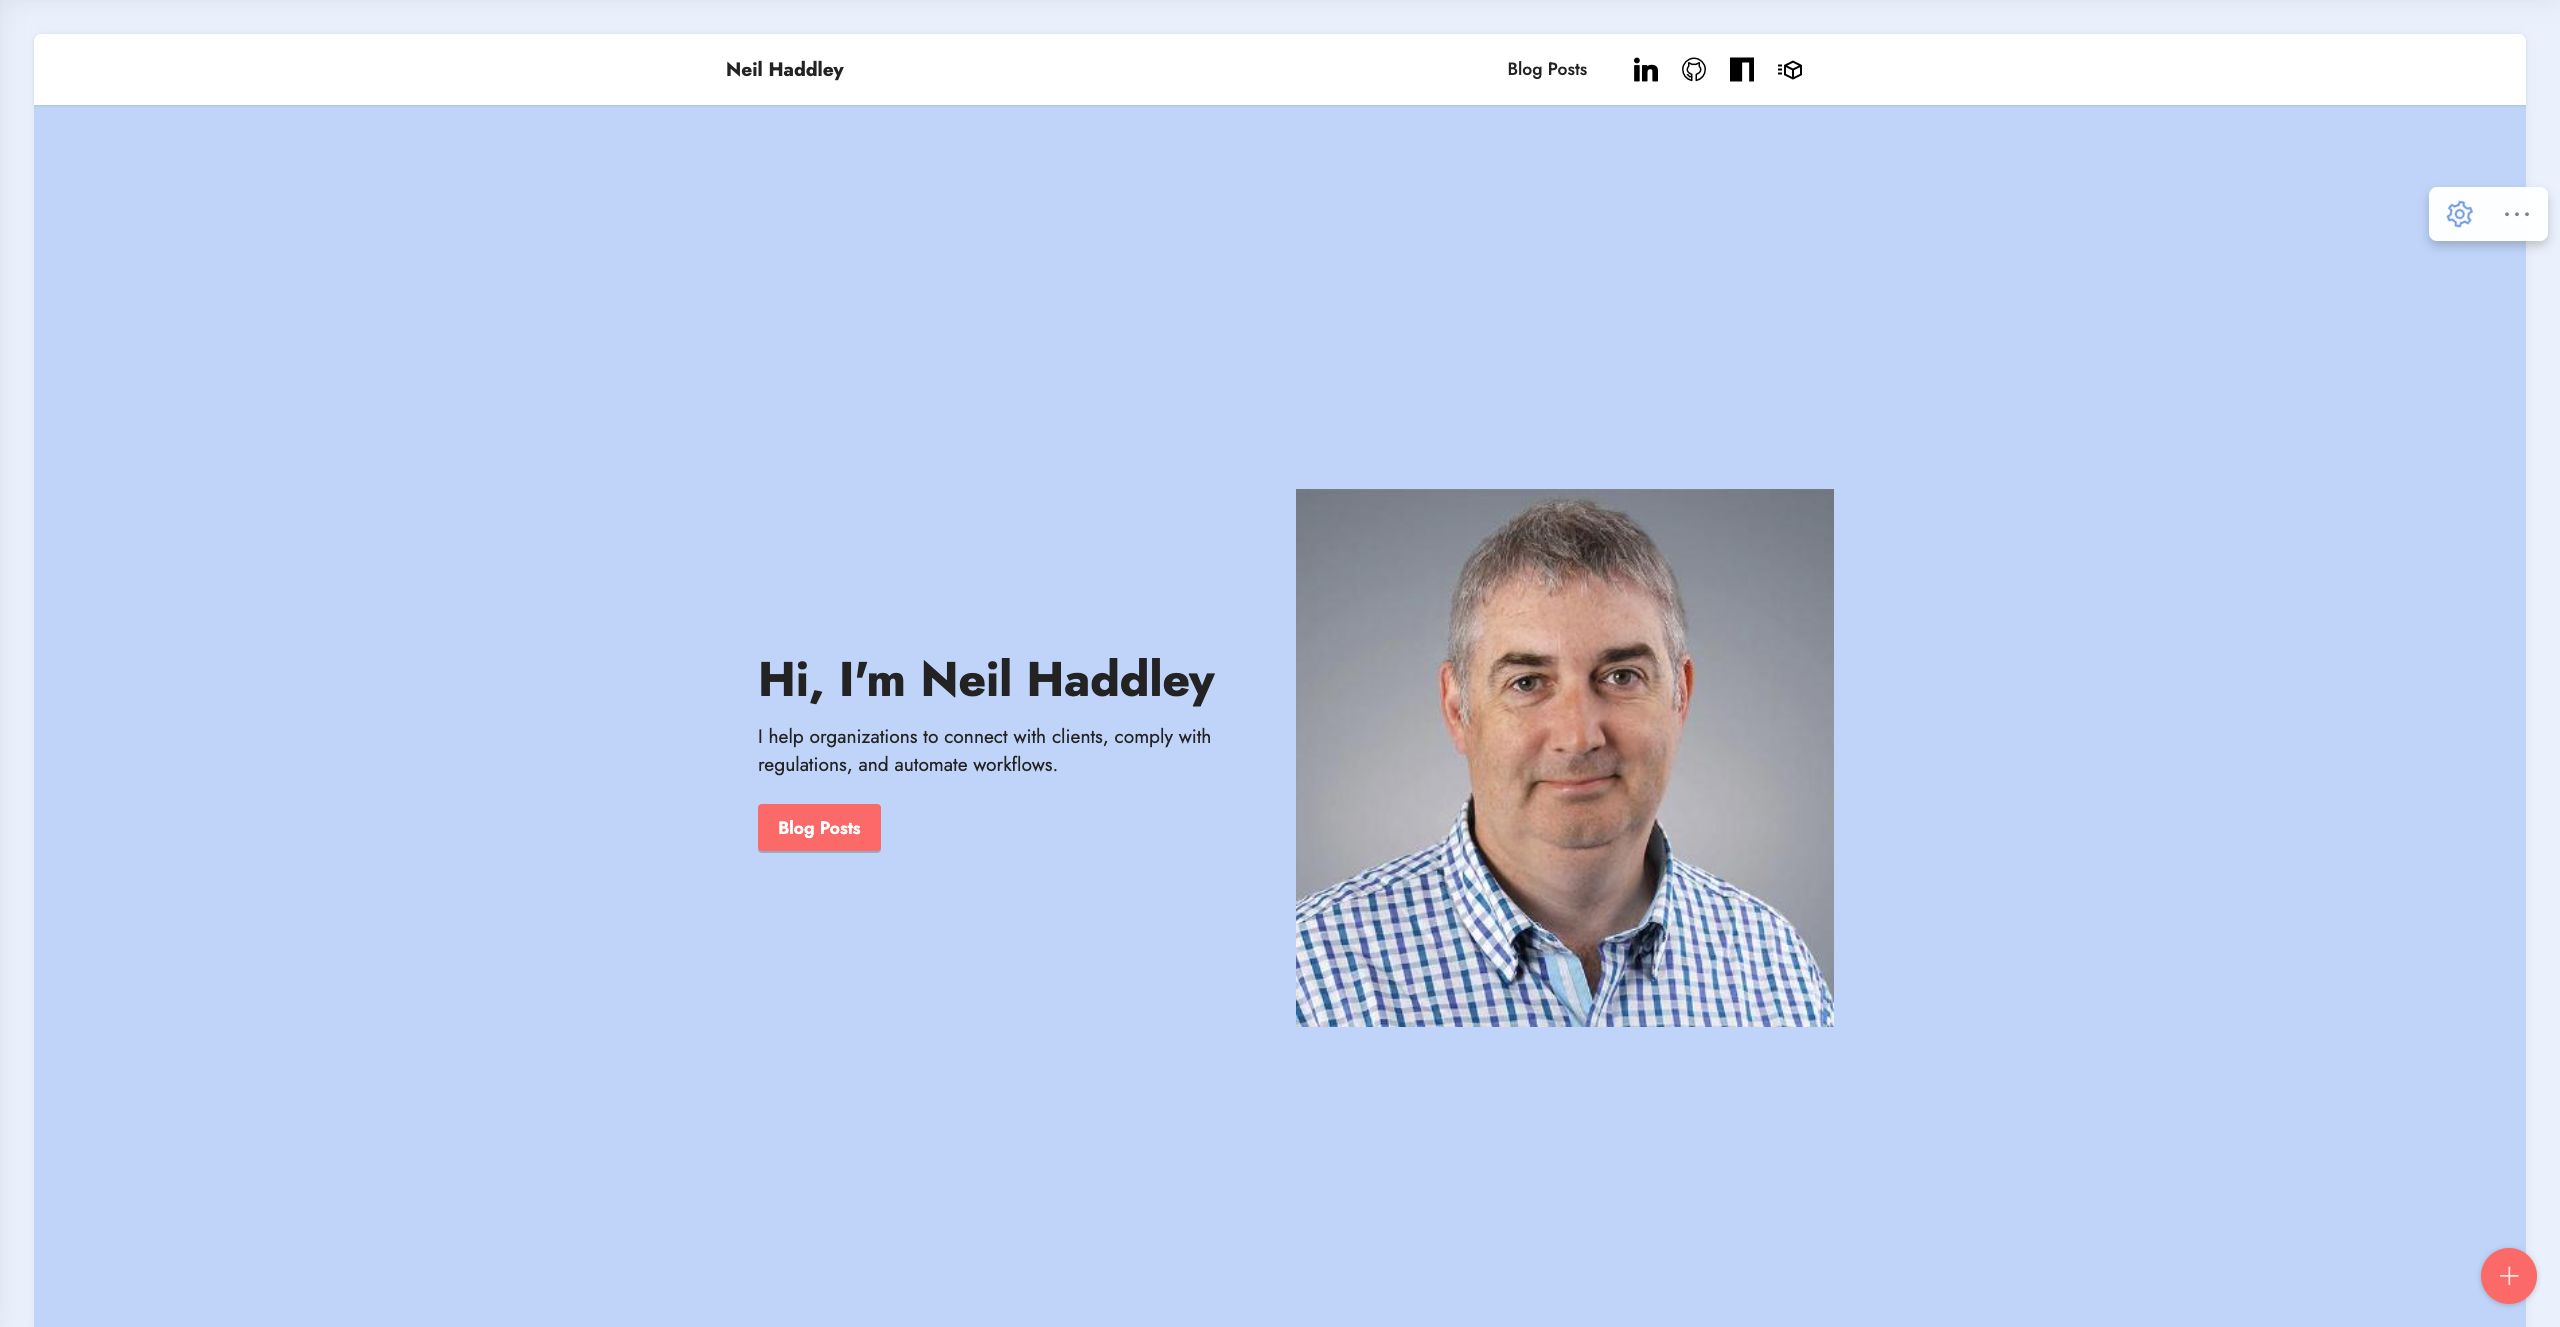 Neil Haddley
Blog Posts
in
Hi, I'm Neil Haddley
I help organizations to connect with clients, comply with
regulations, and automate workflows.
Blog Posts